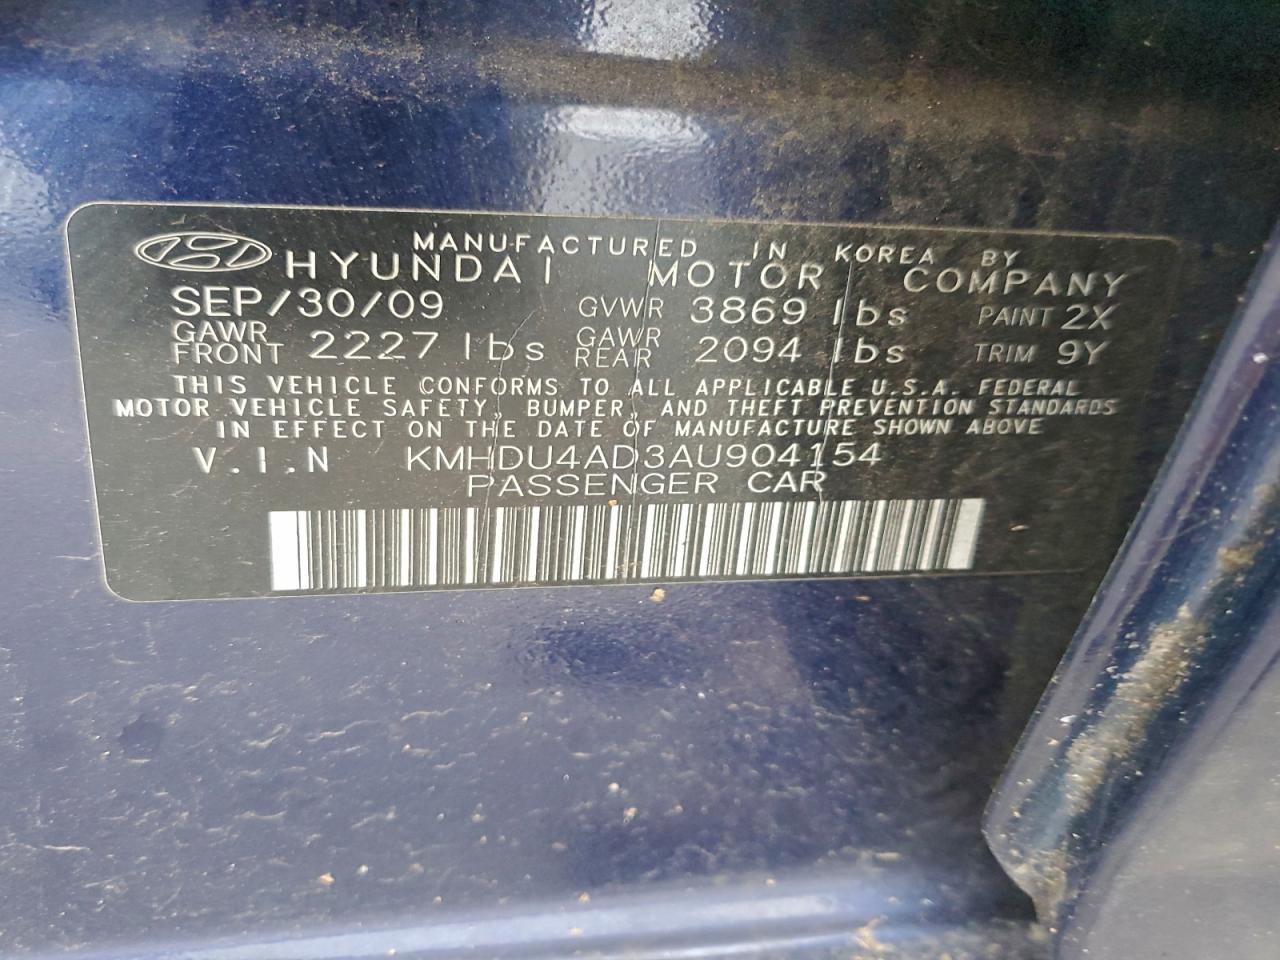 MANUFACTURED IN KOREA BY
HYUNDAI MOTOR COMPANY
SEP/30/09 GVWR 3869 lbs PAINT 2X
GAWR FRONT 2227 lbs GAWR REAR 2094 lbs TRIM 9Y
THIS VEHICLE CONFORMS TO ALL APPLICABLE U.S.A. FEDERAL
MOTOR VEHICLE SAFETY, BUMPER, AND THEFT PREVENTION STANDARDS
IN EFFECT ON THE DATE OF MANUFACTURE SHOWN ABOVE
V.I.N KMHDU4AD3AU904154
PASSENGER CAR